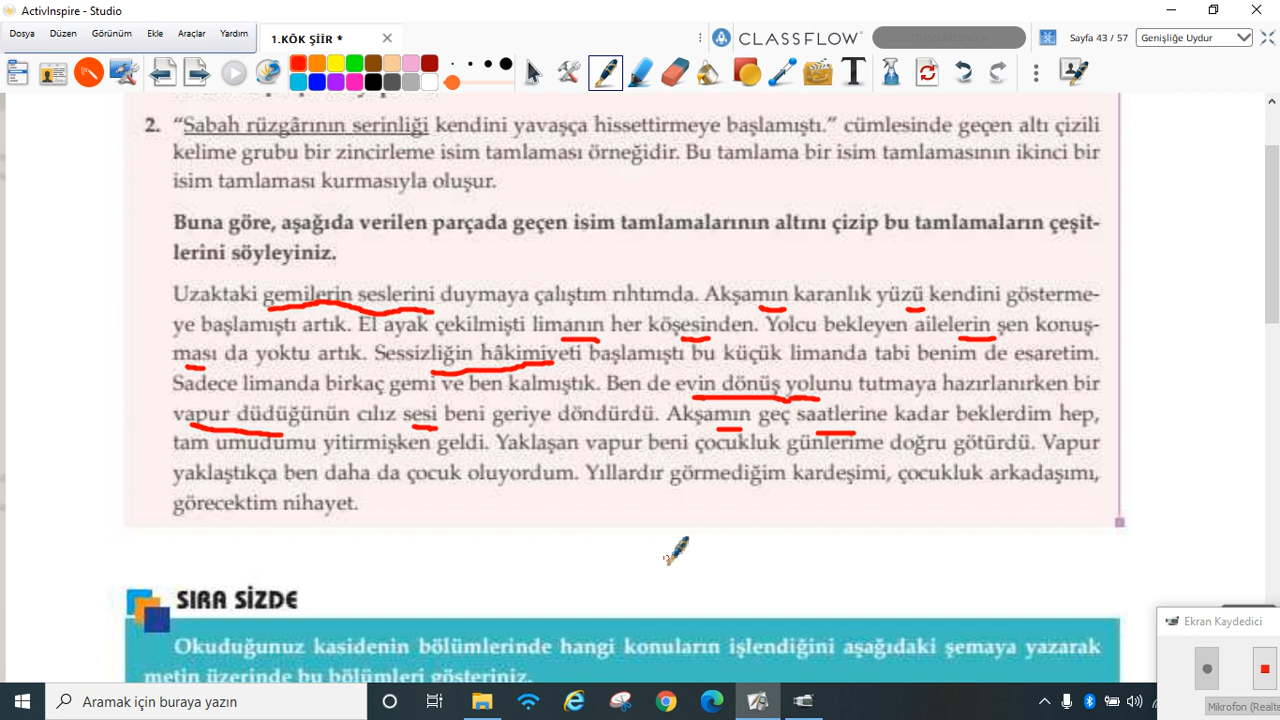 ActivInspire - Studio
Dosya Düzen Görünüm Ekle Araçlar Yardım
1.KÖK ŞİİR *
CLASSFLOW
Sayfa 43 / 57
Genişliğe Uydur
2. “Sabah rüzgârının serinliği kendini yavaşça hissettirmeye başlamıştı.” cümlesinde geçen altı çizili
kelime grubu bir zincirleme isim tamlaması örneğidir. Bu tamlama bir isim tamlamasının ikinci bir
isim tamlaması kurmasıyla oluşur.
Buna göre, aşağıda verilen parçada geçen isim tamlamalarının altını çizip bu tamlamaların çeşit-
lerini söyleyiniz.
Uzaktaki gemilerin seslerini duymaya çalıştım rıhtımda. Akşamın karanlık yüzü kendini gösterme-
ye başlamıştı artık. El ayak çekilmişti limanın her köşesinden. Yolcu bekleyen ailelerin şen konuş-
ması da yoktu artık. Sessizliğin hâkimiyeti başlamıştı bu küçük limanda tabi benim de esaretim.
Sadece limanda birkaç gemi ve ben kalmıştık. Ben de evin dönüş yolunu tutmaya hazırlanırken bir
vapur düdüğünün cılız sesi beni geriye döndürdü. Akşamın geç saatlerine kadar beklerdim hep,
tam umudumu yitirmişken geldi. Yaklaşan vapur beni çocukluk günlerime doğru götürdü. Vapur
yaklaştıkça ben daha da çocuk oluyordum. Yıllardır görmediğim kardeşimi, çocukluk arkadaşımı,
görecektim nihayet.
SIRA SİZDE
Okuduğunuz kasidenin bölümlerinde hangi konuların işlendiğini aşağıdaki şemaya yazarak
metin üzerinde bu bölümleri gösteriniz.
Ekran Kaydedici
Mikrofon (Realte
Aramak için buraya yazın